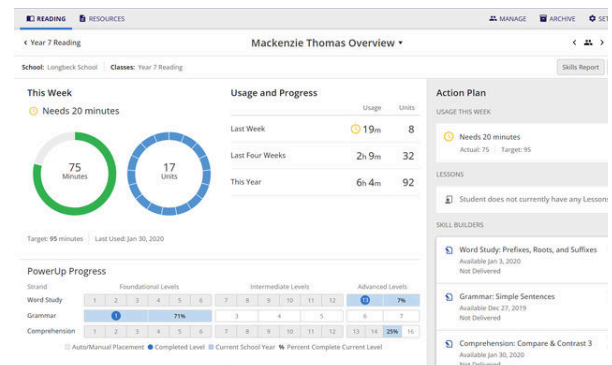 READING RESOURCES MANAGE ARCHIVE
‹ Year 7 Reading
Mackenzie Thomas Overview
School: Longbeck School Classes: Year 7 Reading
Skills Report
This Week
Needs 20 minutes
75
Minutes
17
Units
Target: 95 minutes Last Used: Jan 30, 2020
Usage and Progress
Usage Units
Last Week 19m 8
Last Four Weeks 2h 9m 32
This Year 6h 4m 92
PowerUp Progress
Strand Foundational Levels Intermediate Levels Advanced Levels
Word Study 1 2 3 4 5 6 7 8 9 10 11 12 13 7%
Grammar 1 71% 3 4 5 6 7
Comprehension 1 2 3 4 5 6 7 8 9 10 11 12 13 14 25% 16
Auto/Manual Placement Completed Level Current School Year % Percent Complete Current Level
Action Plan
USAGE THIS WEEK
Needs 20 minutes
Actual: 75 Target: 95
LESSONS
Student does not currently have any Lessons
SKILL BUILDERS
Word Study: Prefixes, Roots, and Suffixes
Available Jan 3, 2020
Not Delivered
Grammar: Simple Sentences
Available Dec 27, 2019
Not Delivered
Comprehension: Compare & Contrast 3
Available Jan 30, 2020
Not Delivered